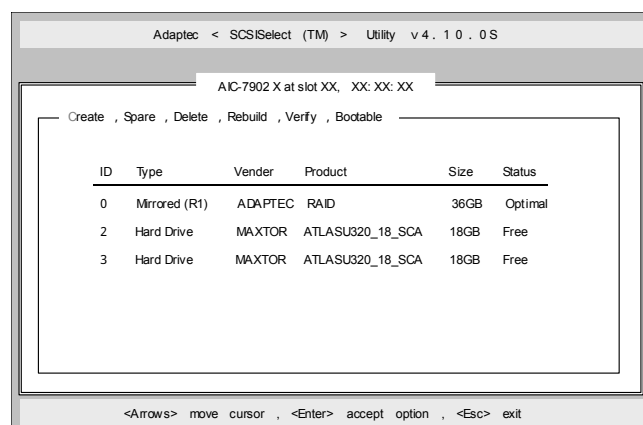 Adaptec < SCSISelect (TM) > Utility v4.10.0S
AIC-7902 X at slot XX, XX: XX: XX
Create , Spare , Delete , Rebuild , Verify , Bootable
ID Type Vender Product Size Status
0 Mirrored (R1) ADAPTEC RAID 36GB Optimal
2 Hard Drive MAXTOR ATLASU320_18_SCA 18GB Free
3 Hard Drive MAXTOR ATLASU320_18_SCA 18GB Free
<Arrows> move cursor , <Enter> accept option , <Esc> exit